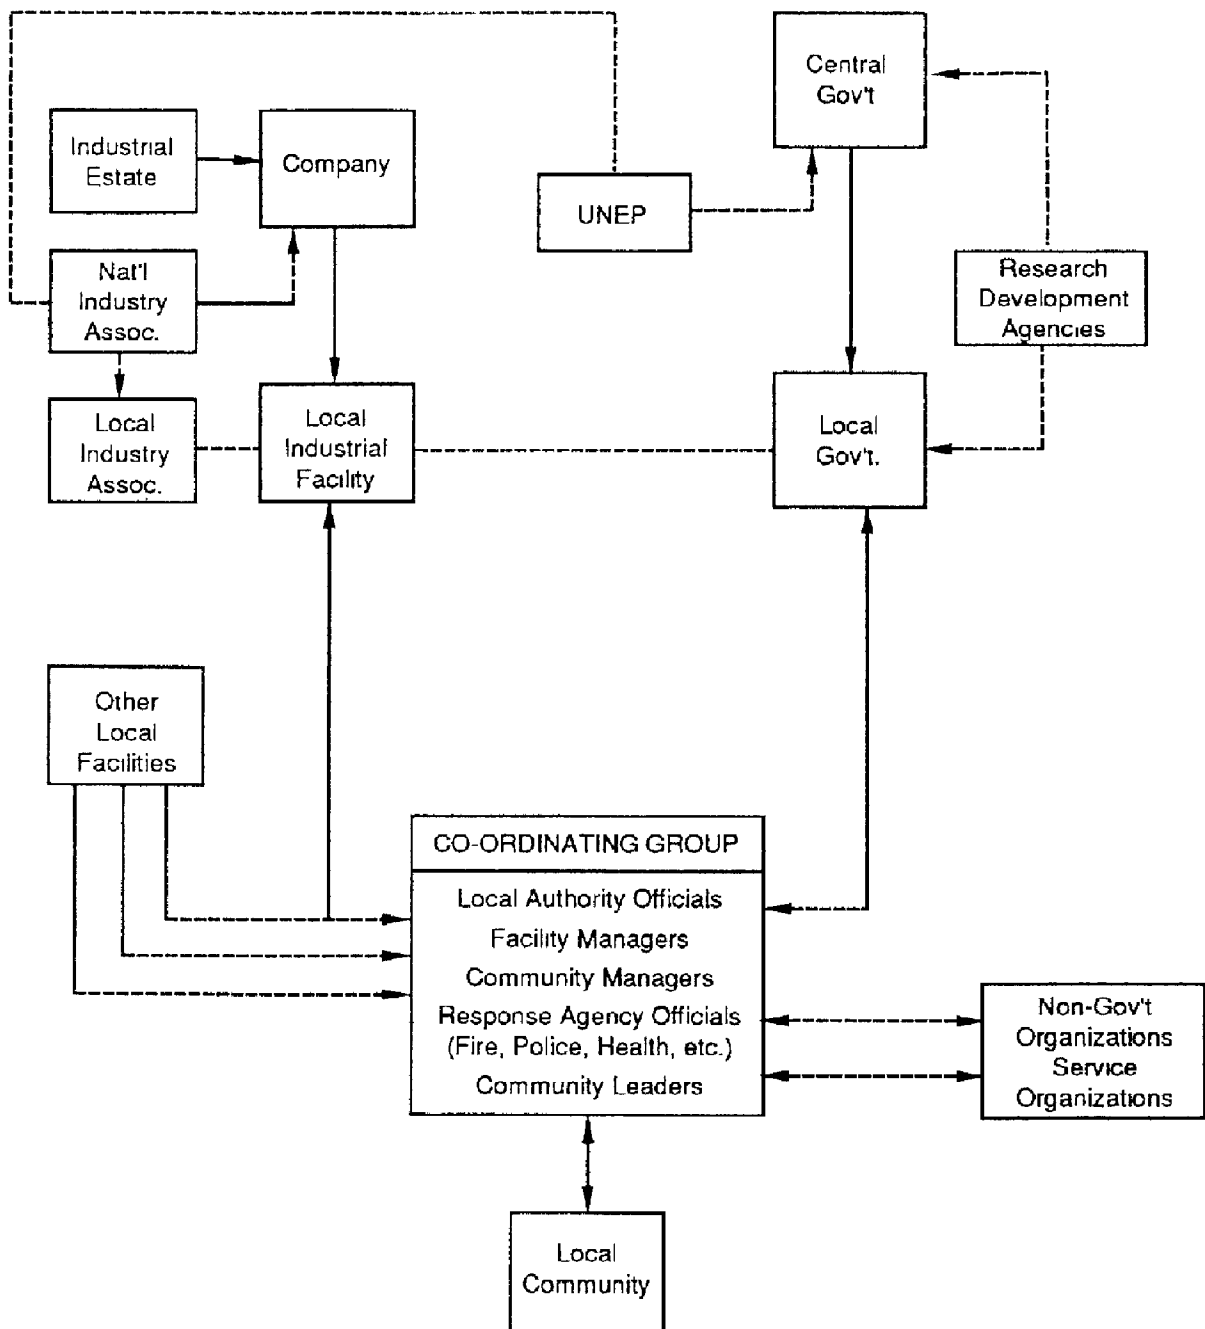 Central
Gov't
Industrial
Estate
Company
UNEP
Nat'l
Industry
Assoc.
Research
Development
Agencies
Local
Industry
Assoc.
Local
Industrial
Facility
Local
Gov't.
Other
Local
Facilities
CO-ORDINATING GROUP
Local Authority Officials
Facility Managers
Community Managers
Response Agency Officials
(Fire, Police, Health, etc.)
Community Leaders
Non-Gov't
Organizations
Service
Organizations
Local
Community